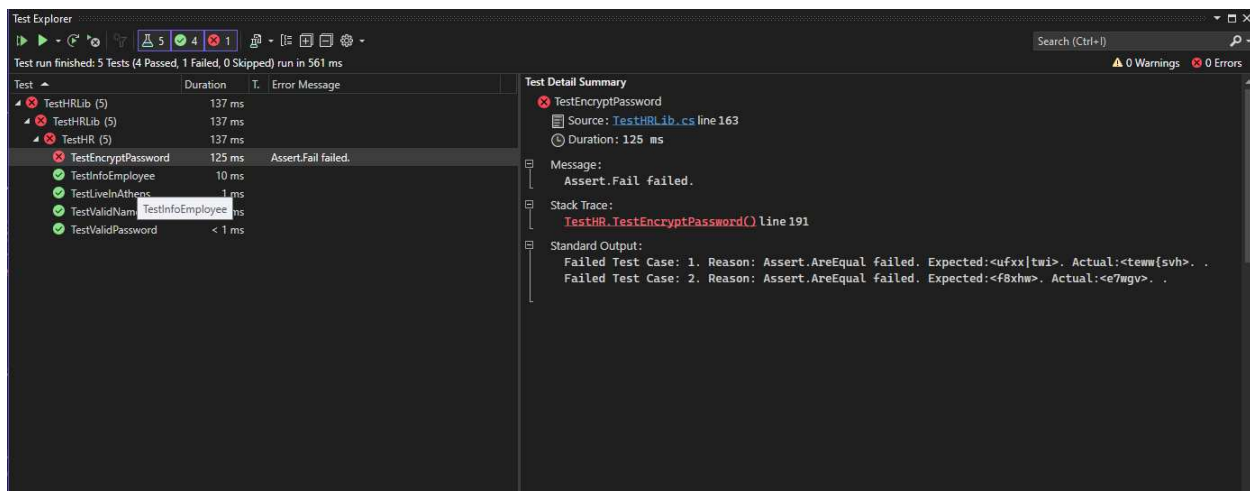 Test Explorer
5 4 1
Search (Ctrl+I)
Test run finished: 5 Tests (4 Passed, 1 Failed, 0 Skipped) run in 561 ms
0 Warnings 0 Errors
Test Duration T. Error Message
TestHRLib (5) 137 ms
TestHRLib (5) 137 ms
TestHR (5) 137 ms
TestEncryptPassword 125 ms Assert.Fail failed.
TestInfoEmployee 10 ms
TestLiveInAthens 1 ms
TestValidNam ms
TestInfoEmployee
TestValidPassword < 1 ms
Test Detail Summary
TestEncryptPassword
Source: TestHRLib.cs line 163
Duration: 125 ms
Message:
Assert.Fail failed.
Stack Trace:
TestHR.TestEncryptPassword() line 191
Standard Output:
Failed Test Case: 1. Reason: Assert.AreEqual failed. Expected:<ufxx|twi>. Actual:<teww{svh>. .
Failed Test Case: 2. Reason: Assert.AreEqual failed. Expected:<f8xhw>. Actual:<e7wgv>. .